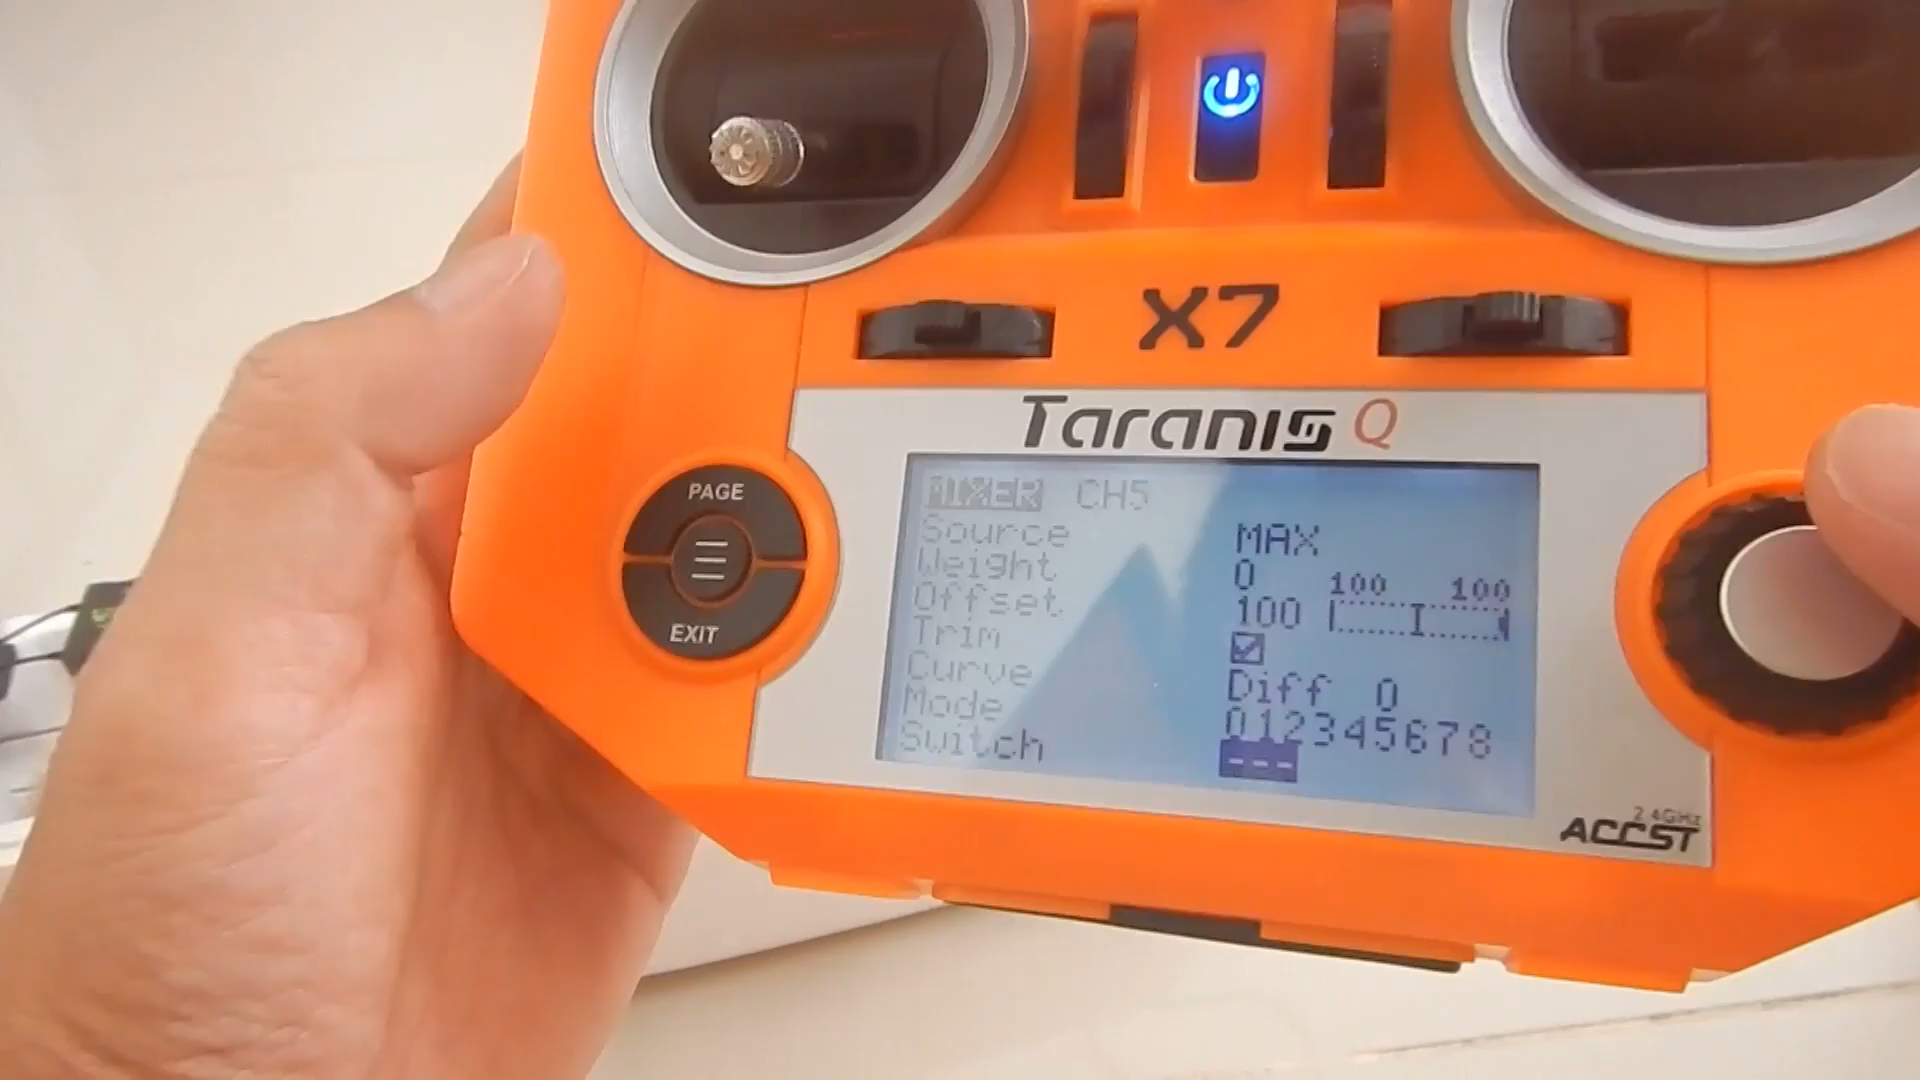 X7
Taranis Q
PAGE
EXIT
MIXER CH5
Source MAX
Weight 0 100 100
Offset 100
Trim
Curve Diff 0
Mode 012345678
Switch ---
2.4GHz
ACCST